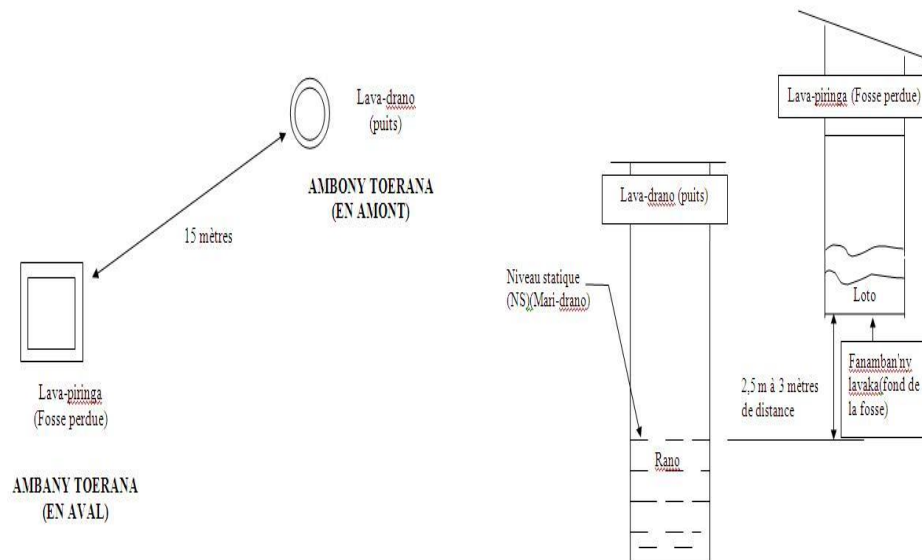 Lava-drano
(puits)
AMBONY TOERANA
(EN AMONT)
15 mètres
Lava-piringa
(Fosse perdue)
AMBANY TOERANA
(EN AVAL)
Lava-piringa (Fosse perdue)
Lava-drano (puits)
Niveau statique
(NS)(Mari-drano)
Loto
2,5 m à 3 mètres
de distance
Fanamban'ny
lavaka(fond de
la fosse)
Rano